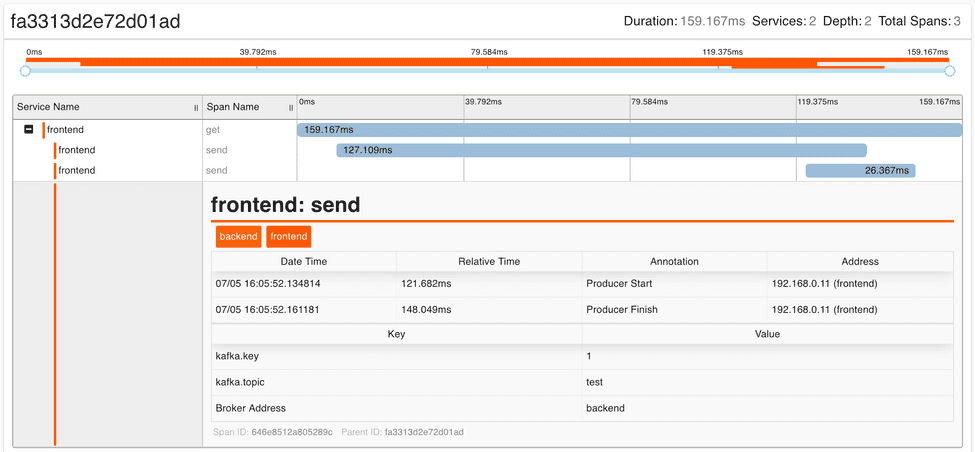 fa3313d2e72d01ad Duration: 159.167ms Services: 2 Depth: 2 Total Spans: 3
0ms 39.792ms 79.584ms 119.375ms 159.167ms
Service Name Span Name 0ms 39.792ms 79.584ms 119.375ms 159.167ms
frontend get 159.167ms
frontend send 127.109ms
frontend send 26.367ms
frontend: send
backend frontend
Date Time Relative Time Annotation Address
07/05 16:05:52.134814 121.682ms Producer Start 192.168.0.11 (frontend)
07/05 16:05:52.161181 148.049ms Producer Finish 192.168.0.11 (frontend)
Key Value
kafka.key 1
kafka.topic test
Broker Address backend
Span ID: 646e8512a805289c Parent ID: fa3313d2e72d01ad